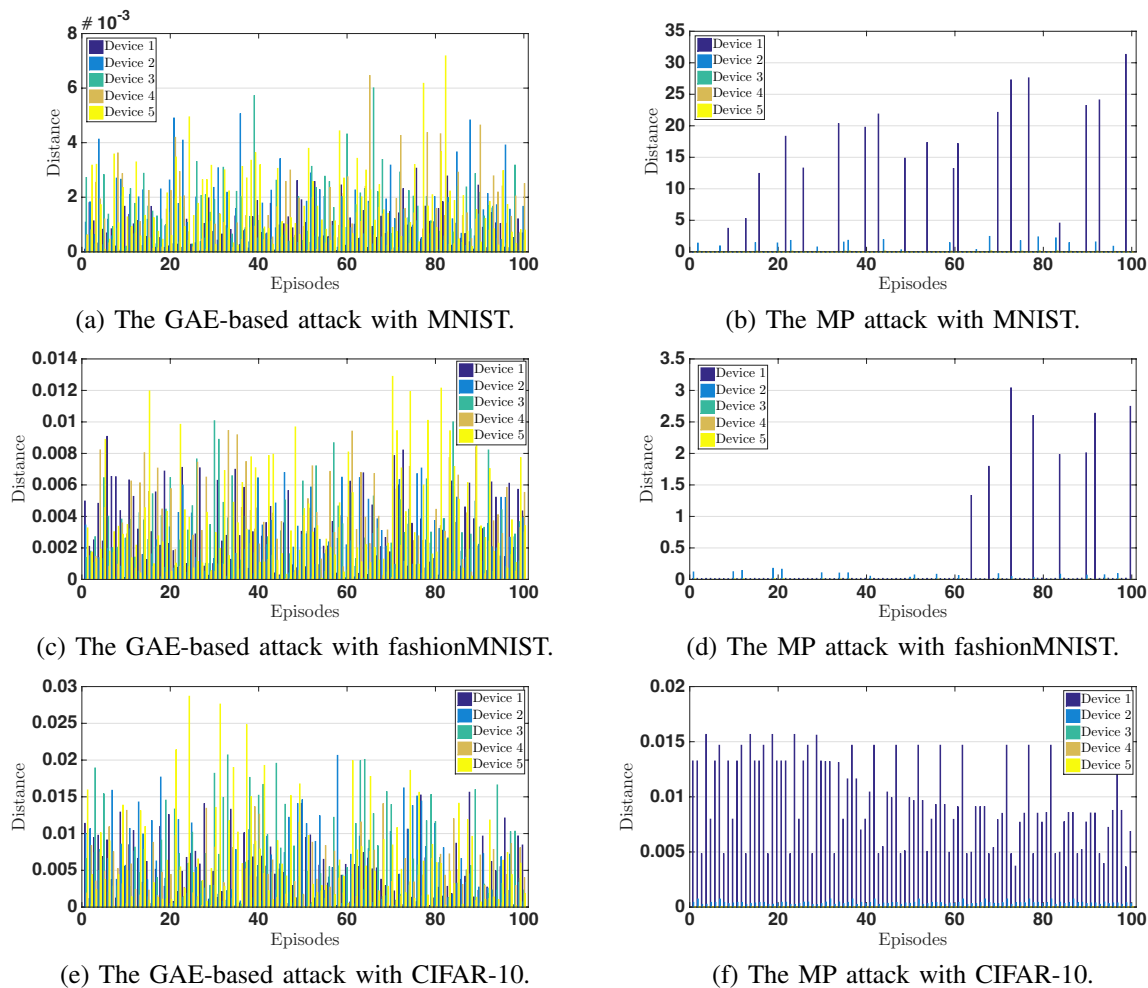 # 10⁻³
8
6
4
2
0
Distance
Device 1
Device 2
Device 3
Device 4
Device 5
0 20 40 60 80 100
Episodes
(a) The GAE-based attack with MNIST.
35
30
25
20
15
10
5
0
Distance
Device 1
Device 2
Device 3
Device 4
Device 5
0 20 40 60 80 100
Episodes
(b) The MP attack with MNIST.
0.014
0.012
0.01
0.008
0.006
0.004
0.002
0
Distance
Device 1
Device 2
Device 3
Device 4
Device 5
0 20 40 60 80 100
Episodes
(c) The GAE-based attack with fashionMNIST.
3.5
3
2.5
2
1.5
1
0.5
0
Distance
Device 1
Device 2
Device 3
Device 4
Device 5
0 20 40 60 80 100
Episodes
(d) The MP attack with fashionMNIST.
0.03
0.025
0.02
0.015
0.01
0.005
0
Distance
Device 1
Device 2
Device 3
Device 4
Device 5
0 20 40 60 80 100
Episodes
(e) The GAE-based attack with CIFAR-10.
0.02
0.015
0.01
0.005
0
Distance
Device 1
Device 2
Device 3
Device 4
Device 5
0 20 40 60 80 100
Episodes
(f) The MP attack with CIFAR-10.